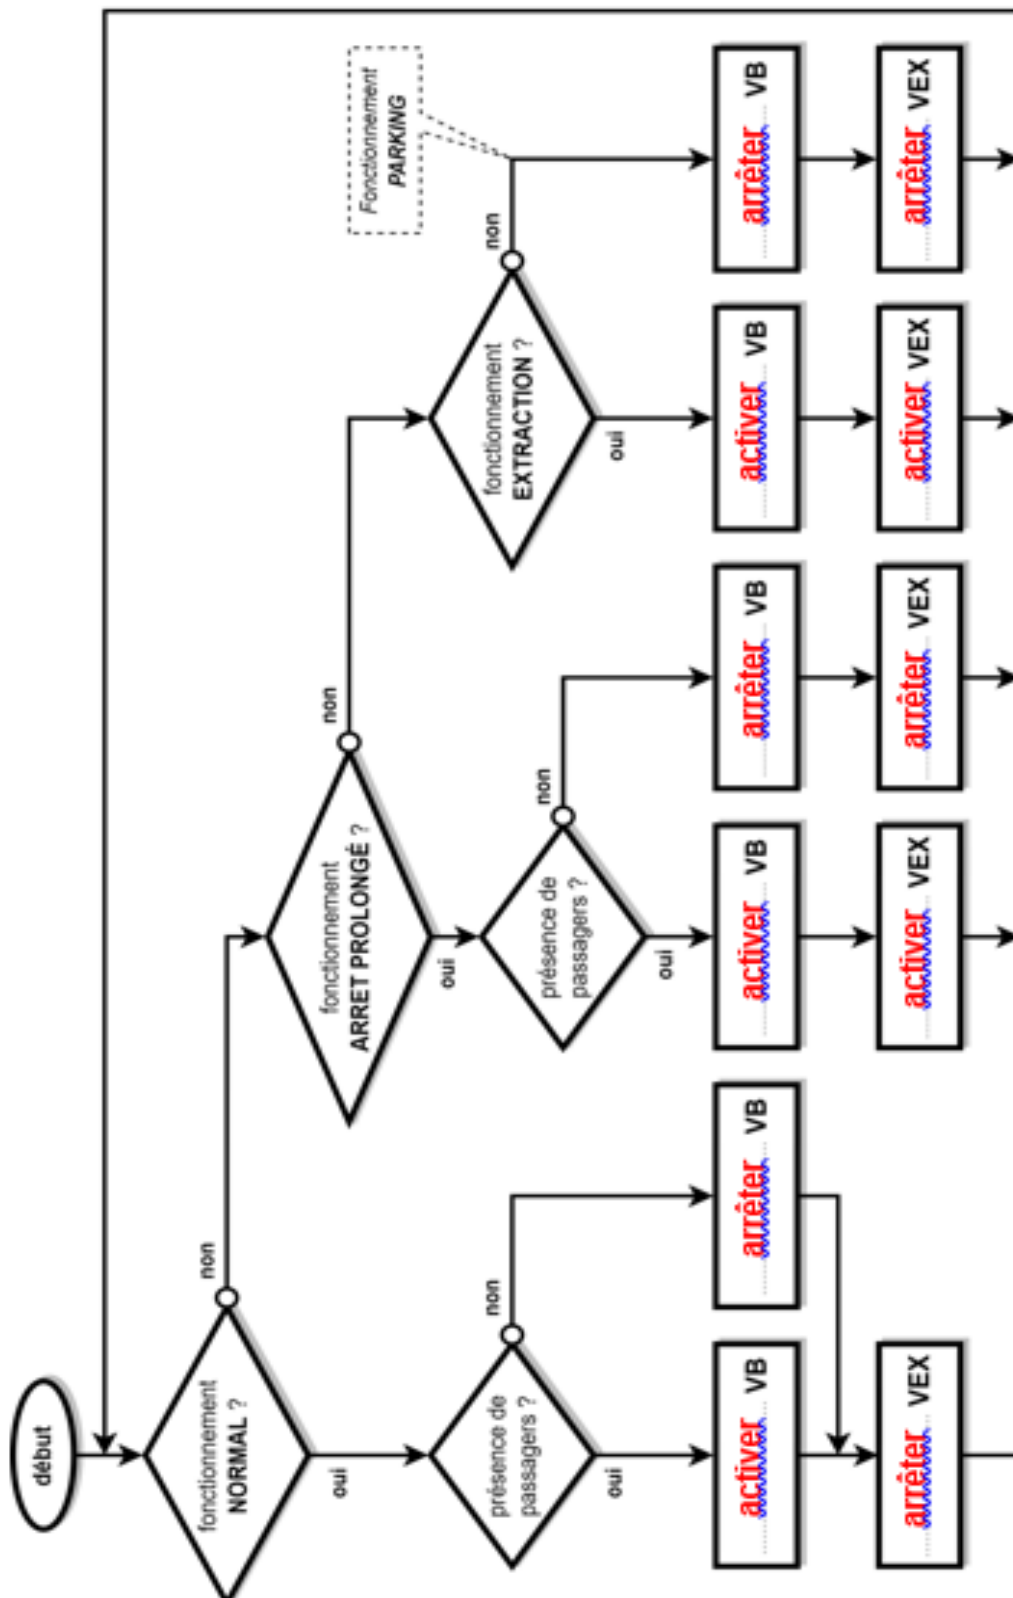 début
fonctionnement
NORMAL ?
non
oui
fonctionnement
ARRET PROLONGÉ ?
non
oui
Fonctionnement
PARKING
fonctionnement
EXTRACTION ?
non
oui
présence de
passagers ?
non
oui
présence de
passagers ?
non
oui
activer VB
arrêter VB
activer VB
arrêter VB
activer VB
arrêter VB
arrêter VEX
activer VEX
arrêter VEX
activer VEX
arrêter VEX